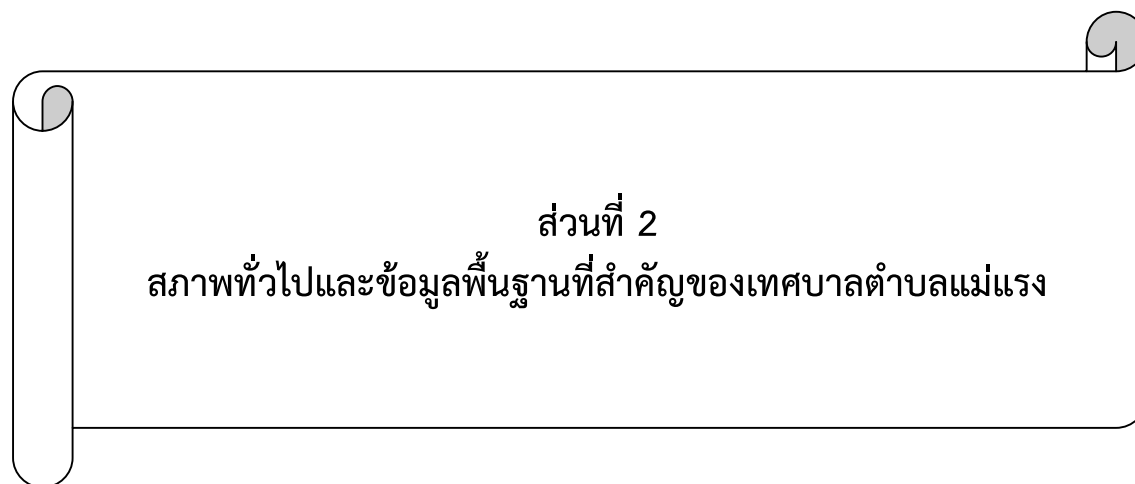 ส่วนที่ 2
สภาพทั่วไปและข้อมูลพื้นฐานที่สำคัญของเทศบาลตำบลแม่แรง